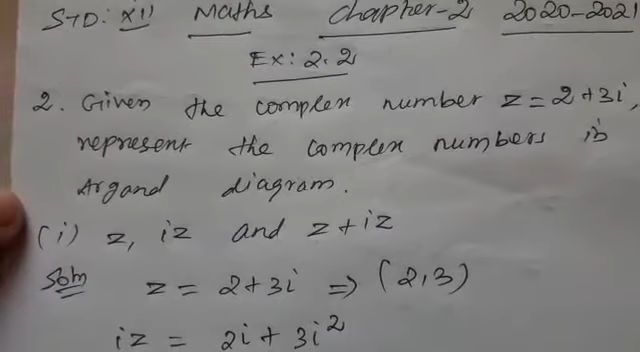 STD: XII Maths Chapter-2 2020-2021
Ex: 2.2
2. Given the complex number z = 2+3i,
represent the complex numbers in
Argand diagram.
(i) z, iz and z+iz
Soln z = 2+3i => (2,3)
iz = 2i + 3i²